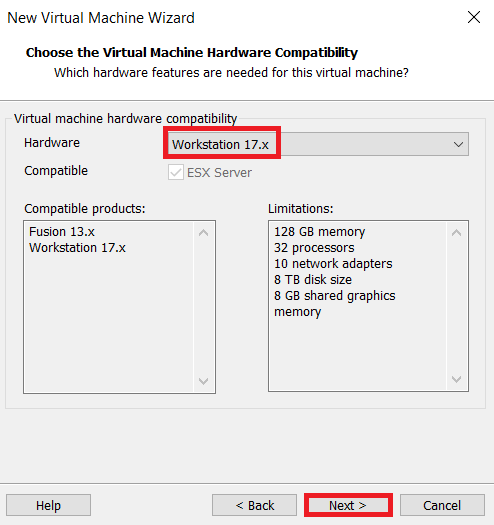 New Virtual Machine Wizard
Choose the Virtual Machine Hardware Compatibility
Which hardware features are needed for this virtual machine?
Virtual machine hardware compatibility
Hardware
Workstation 17.x
Compatible
ESX Server
Compatible products:
Fusion 13.x
Workstation 17.x
Limitations:
128 GB memory
32 processors
10 network adapters
8 TB disk size
8 GB shared graphics
memory
Help
< Back
Next >
Cancel